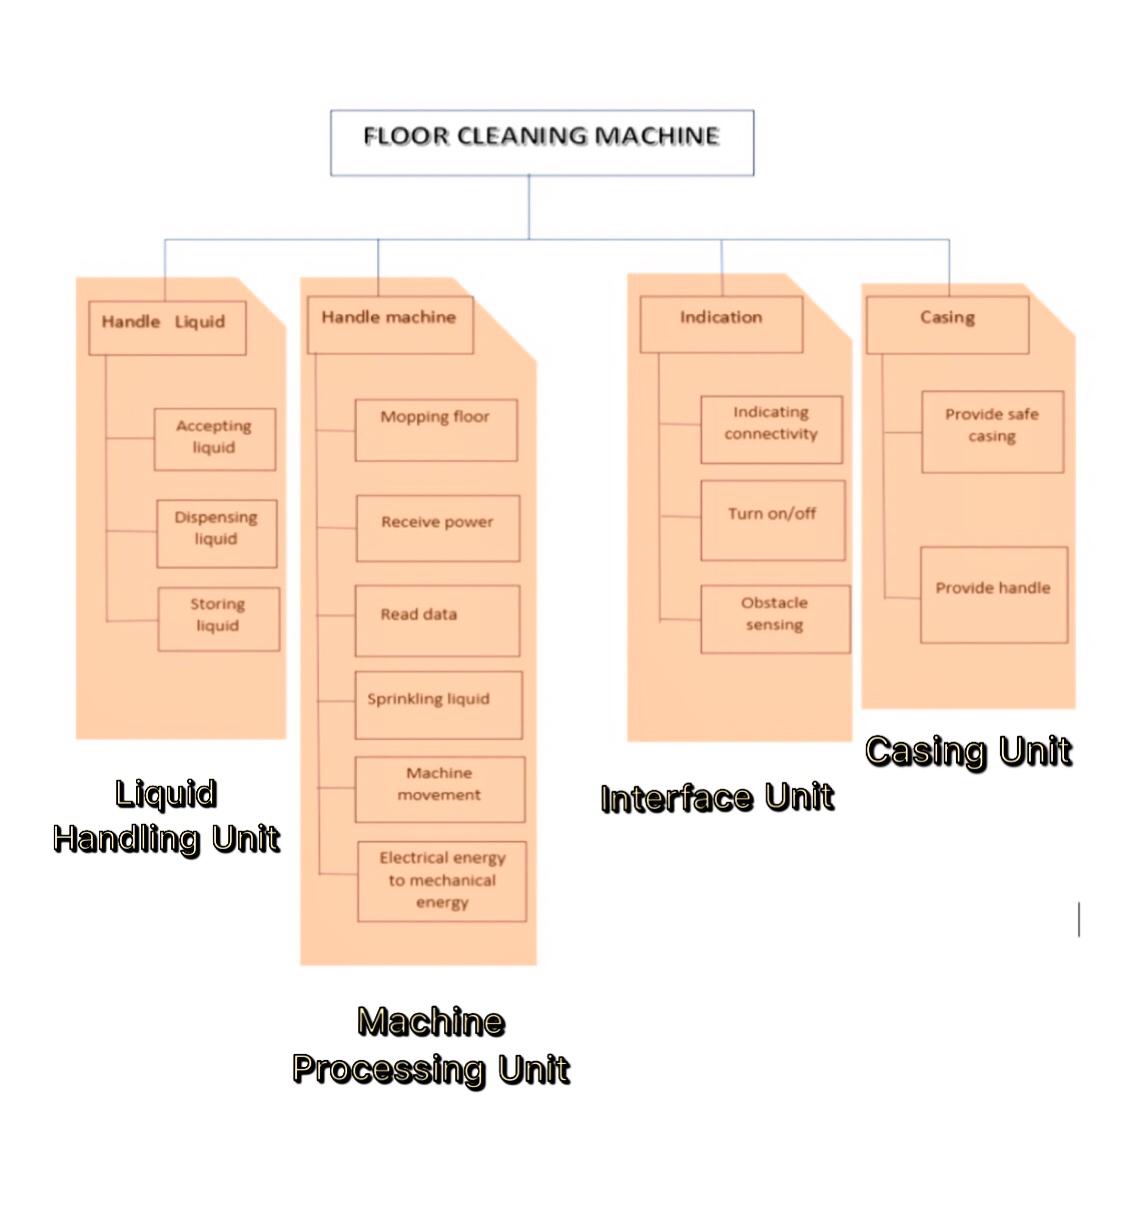 FLOOR CLEANING MACHINE
Handle Liquid
Accepting
liquid
Dispensing
liquid
Storing
liquid
Liquid
Handling Unit
Handle machine
Mopping floor
Receive power
Read data
Sprinkling liquid
Machine
movement
Electrical energy
to mechanical
energy
Machine
Processing Unit
Indication
Indicating
connectivity
Turn on/off
Obstacle
sensing
Interface Unit
Casing
Provide safe
casing
Provide handle
Casing Unit